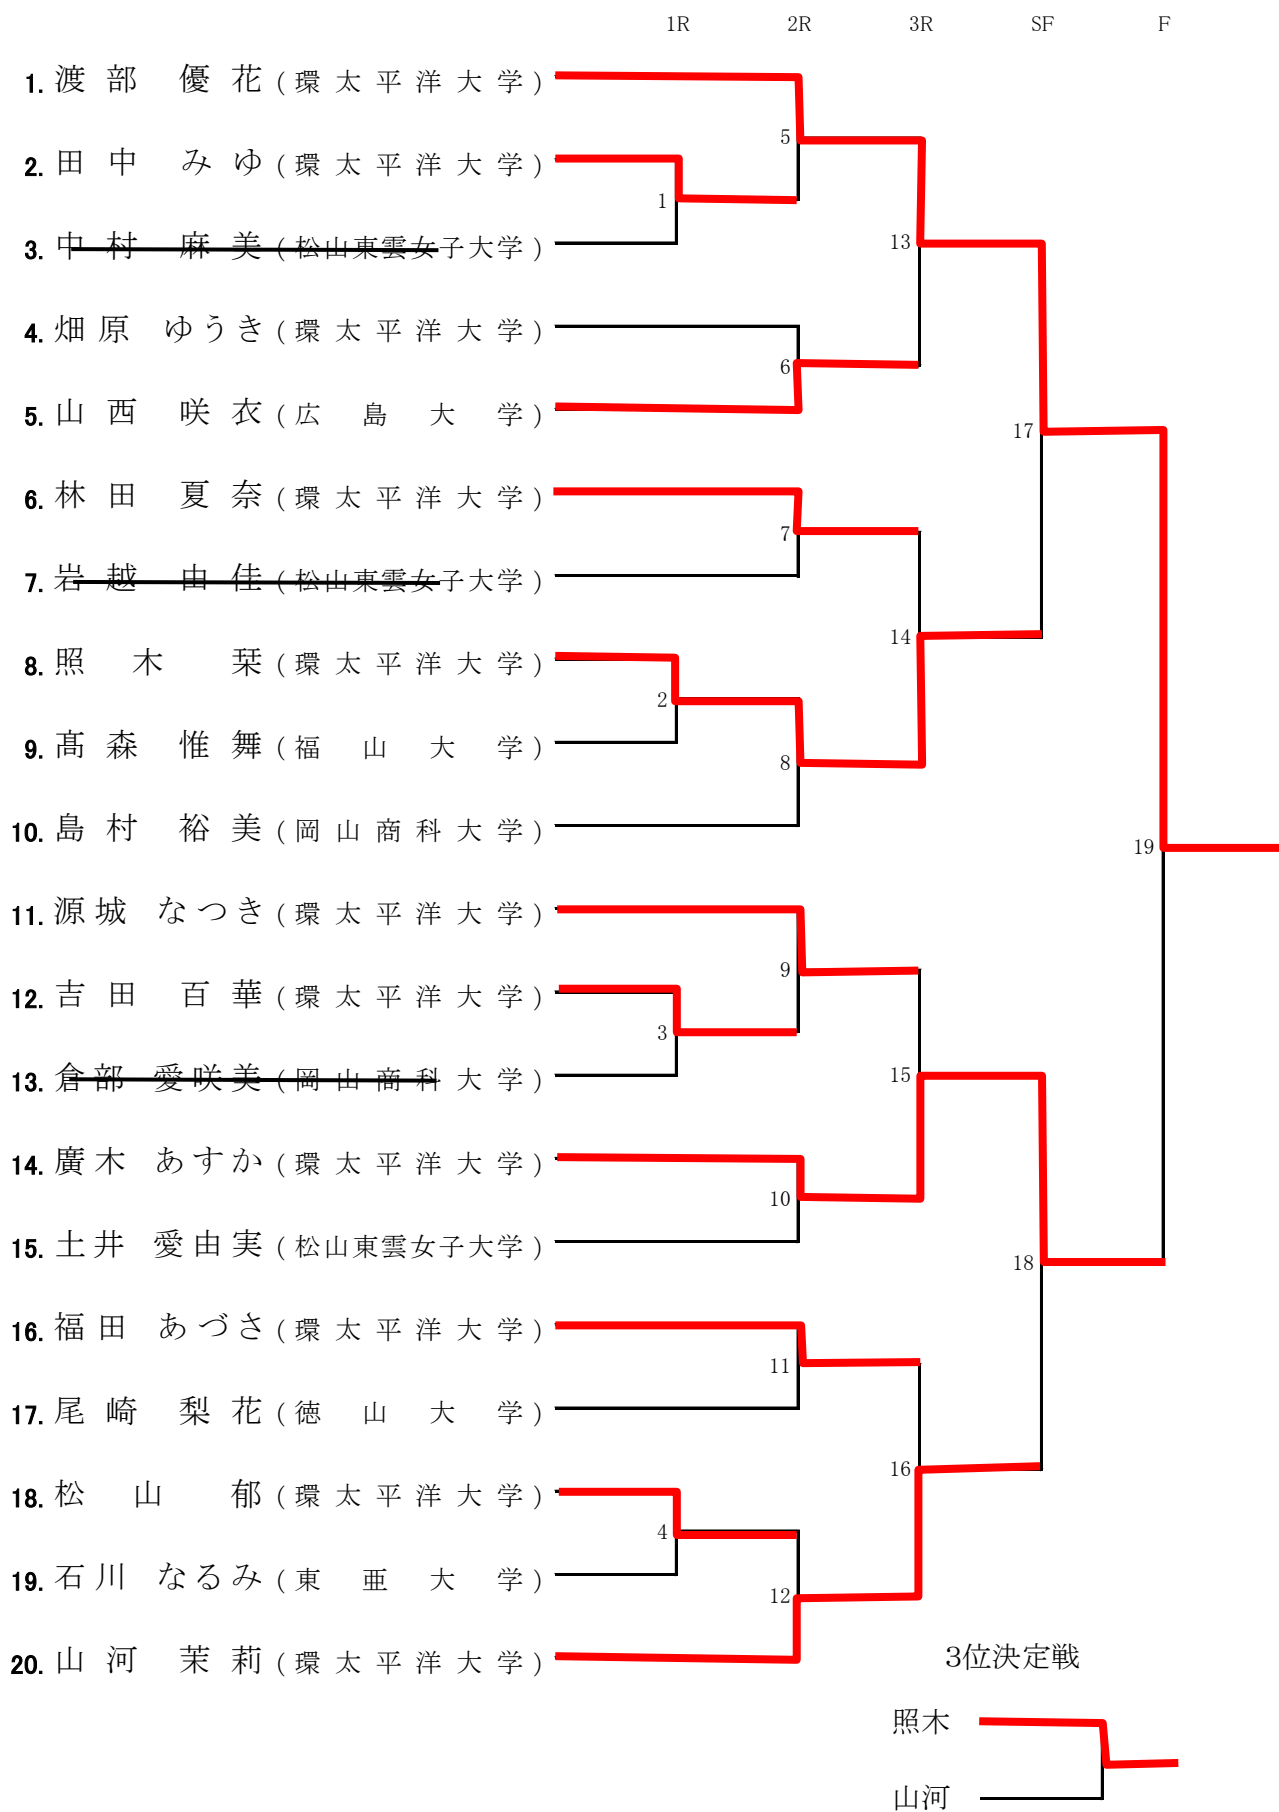 1R 2R 3R SF F
1. 渡部 優花 (環太平洋大学)
5
2. 田中 みゆ (環太平洋大学)
1
3. 中村 麻美 (松山東雲女子大学)
13
4. 畑原 ゆうき (環太平洋大学)
6
5. 山西 咲衣 (広島大学)
17
6. 林田 夏奈 (環太平洋大学)
7
7. 岩越 由佳 (松山東雲女子大学)
14
8. 照木 栞 (環太平洋大学)
2
9. 髙森 惟舞 (福山大学)
8
10. 島村 裕美 (岡山商科大学)
19
11. 源城 なつき (環太平洋大学)
9
12. 吉田 百華 (環太平洋大学)
3
13. 倉部 愛咲美 (岡山商科大学)
15
14. 廣木 あすか (環太平洋大学)
10
15. 土井 愛由実 (松山東雲女子大学)
18
16. 福田 あづさ (環太平洋大学)
11
17. 尾崎 梨花 (徳山大学)
16
18. 松山 郁 (環太平洋大学)
4
19. 石川 なるみ (東亜大学)
12
20. 山河 茉莉 (環太平洋大学)
3位決定戦
照木
山河